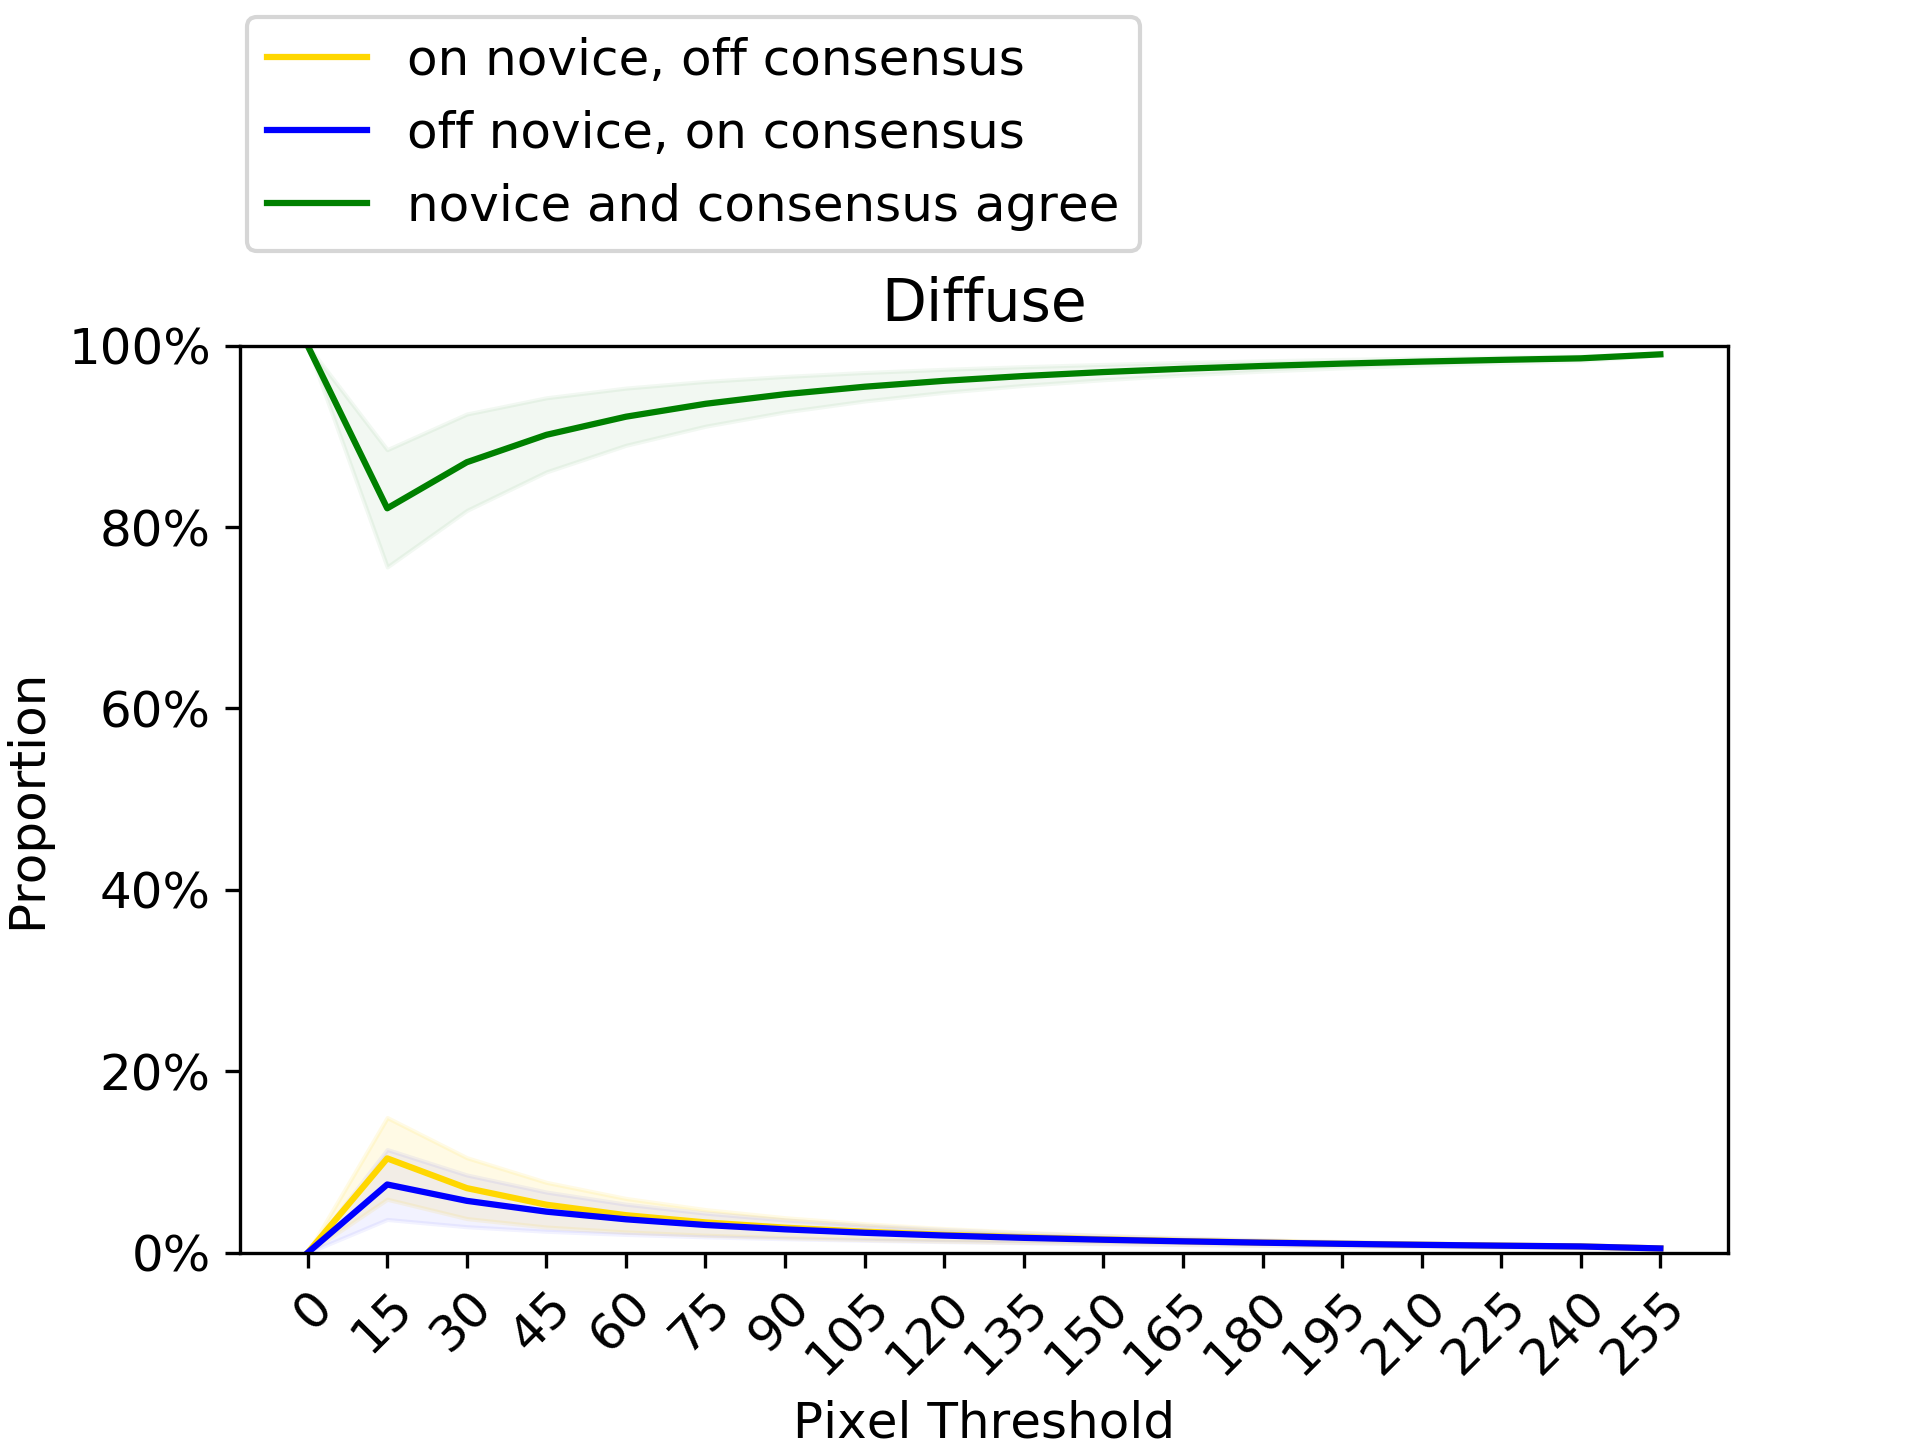 on novice, off consensus
off novice, on consensus
novice and consensus agree
Diffuse
100%
80%
60%
40%
20%
0%
Proportion
0 15 30 45 60 75 90 105 120 135 150 165 180 195 210 225 240 255
Pixel Threshold